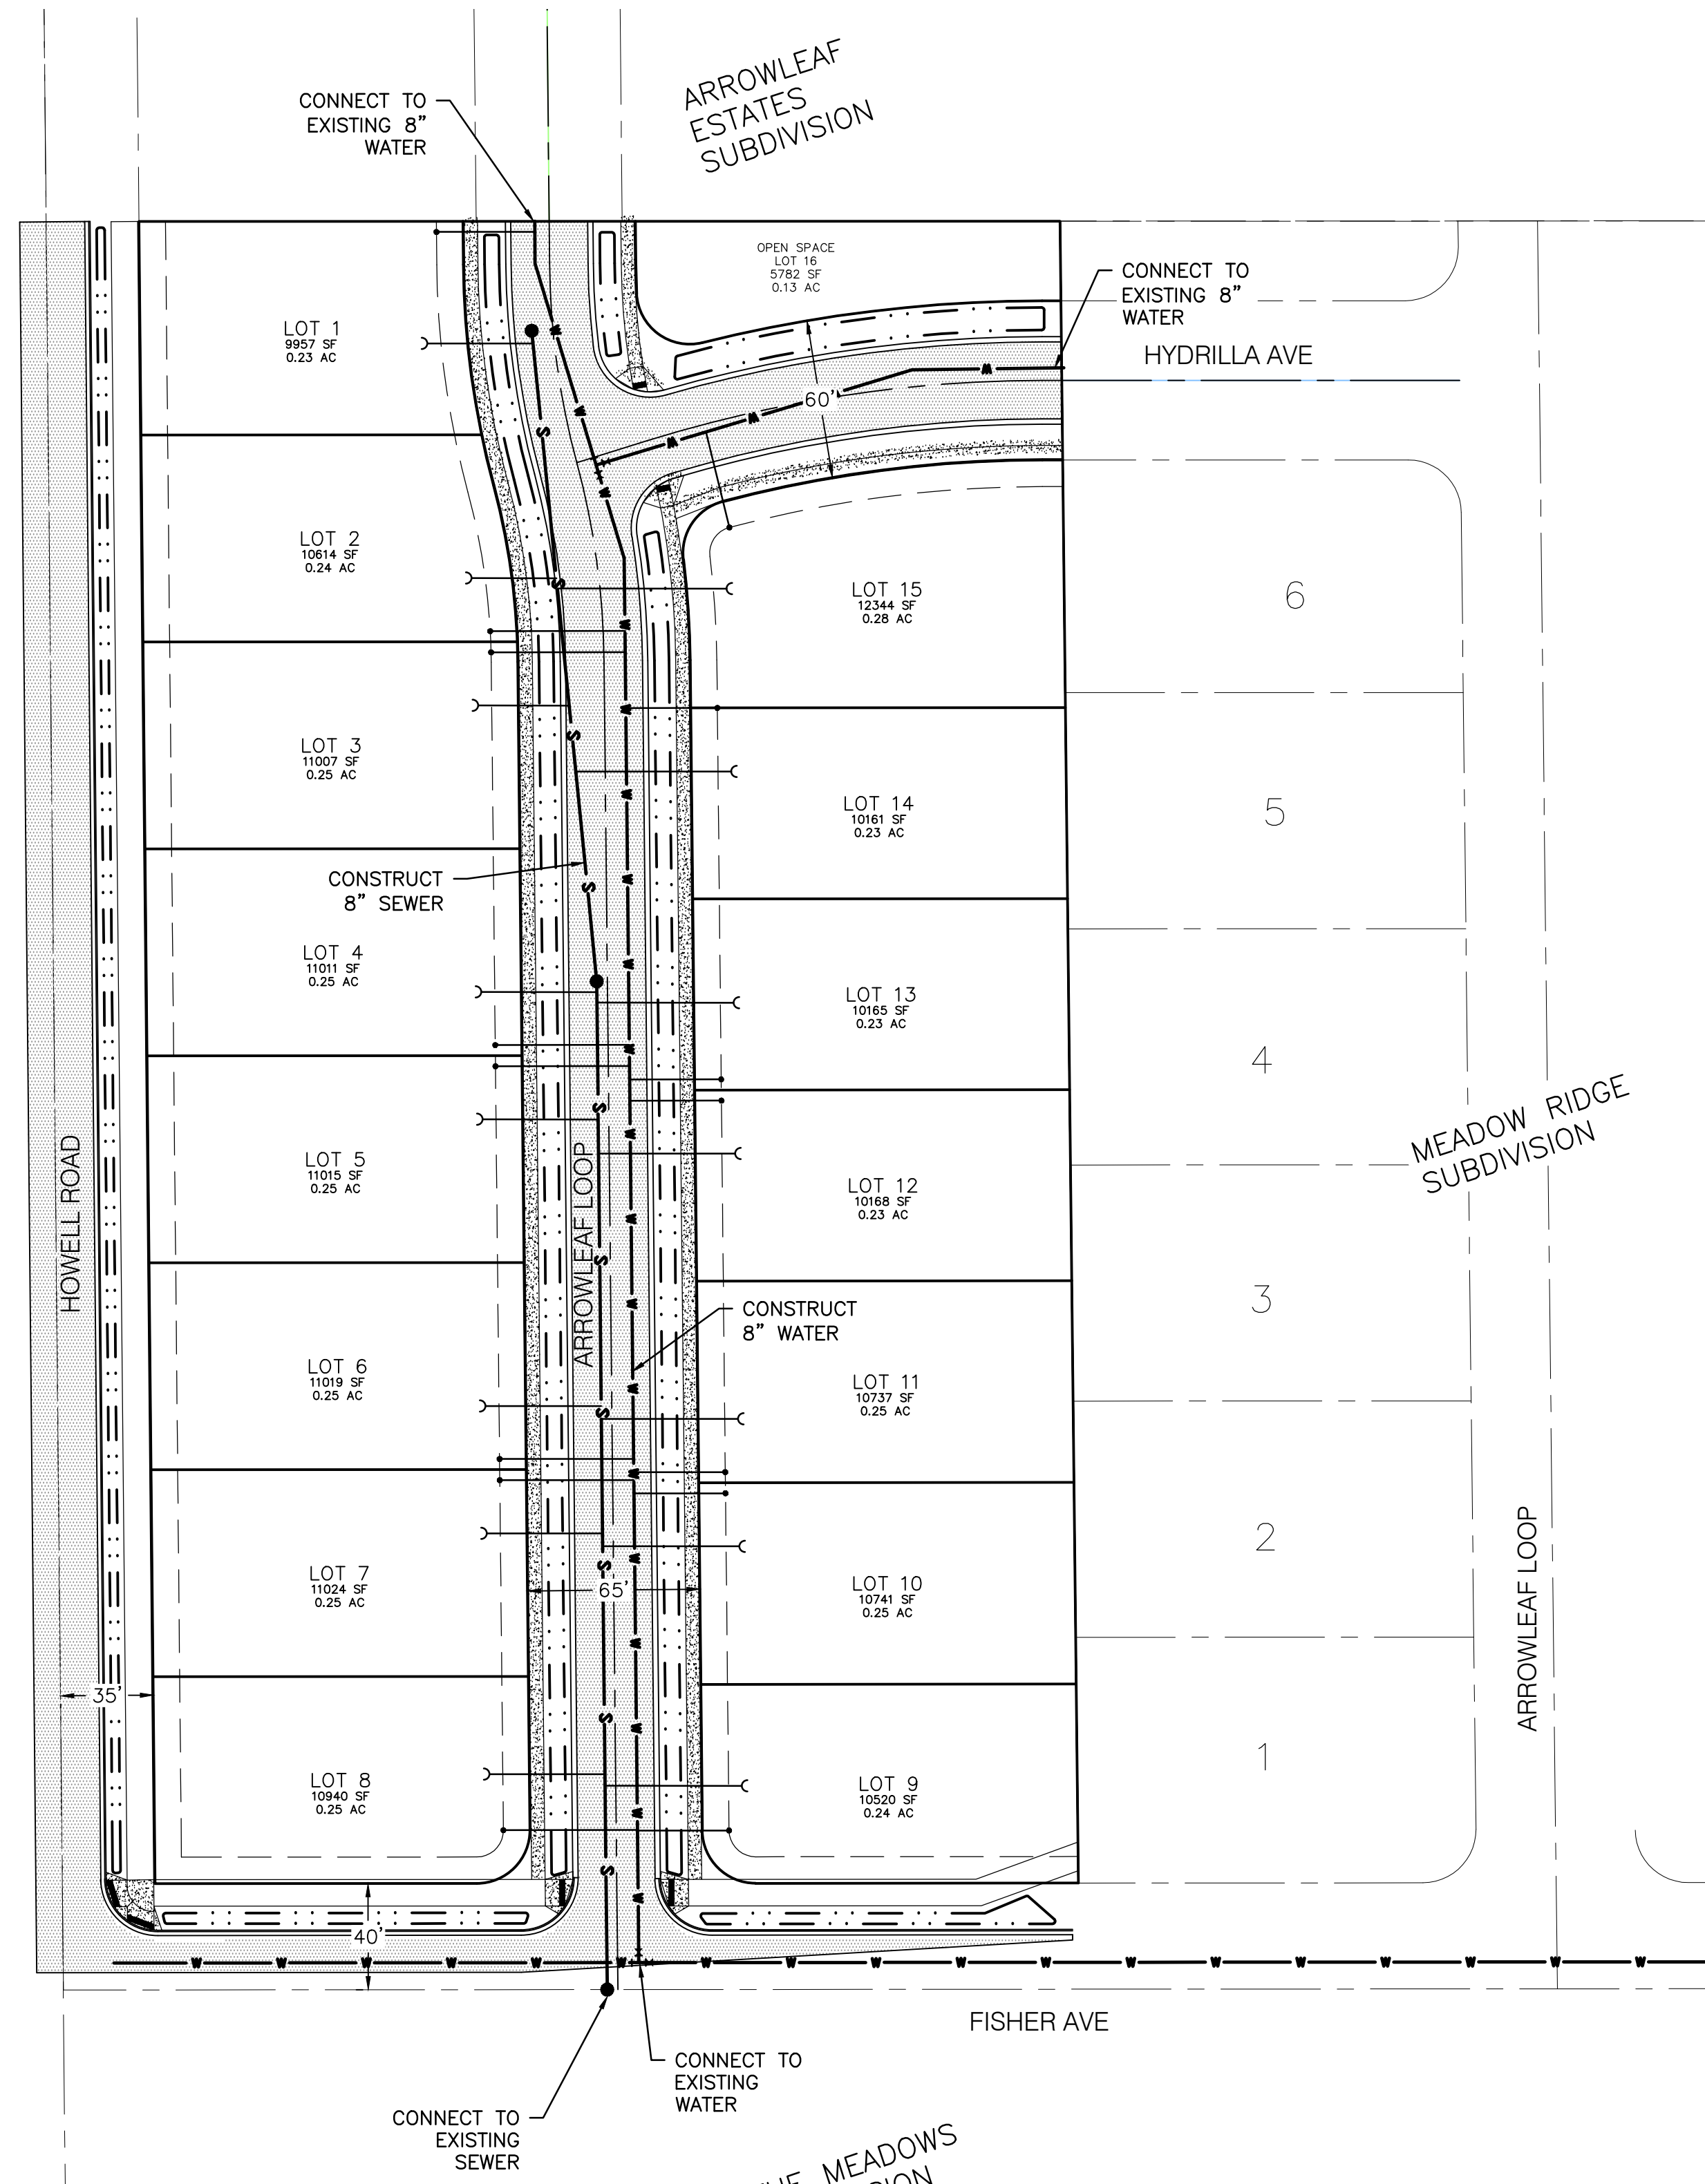 ARROWLEAF
ESTATES
SUBDIVISION
CONNECT TO
EXISTING 8”
WATER
OPEN SPACE
LOT 16
5782 SF
0.13 AC
CONNECT TO
EXISTING 8”
WATER
HYDRILLA AVE
60'
LOT 1
9957 SF
0.23 AC
LOT 2
10614 SF
0.24 AC
LOT 15
12344 SF
0.28 AC
6
LOT 3
11007 SF
0.25 AC
LOT 14
10161 SF
0.23 AC
5
CONSTRUCT
8” SEWER
LOT 4
11011 SF
0.25 AC
LOT 13
10165 SF
0.23 AC
4
MEADOW RIDGE
SUBDIVISION
HOWELL ROAD
LOT 5
11015 SF
0.25 AC
ARROWLEAF LOOP
LOT 12
10168 SF
0.23 AC
3
CONSTRUCT
8” WATER
LOT 6
11019 SF
0.25 AC
LOT 11
10737 SF
0.25 AC
2
LOT 7
11024 SF
0.25 AC
65'
LOT 10
10741 SF
0.25 AC
ARROWLEAF LOOP
35'
LOT 8
10940 SF
0.25 AC
LOT 9
10520 SF
0.24 AC
1
40'
W W W W W W W W W W W W W W W W W W
FISHER AVE
CONNECT TO
EXISTING
WATER
CONNECT TO
EXISTING
SEWER
MEADOWS